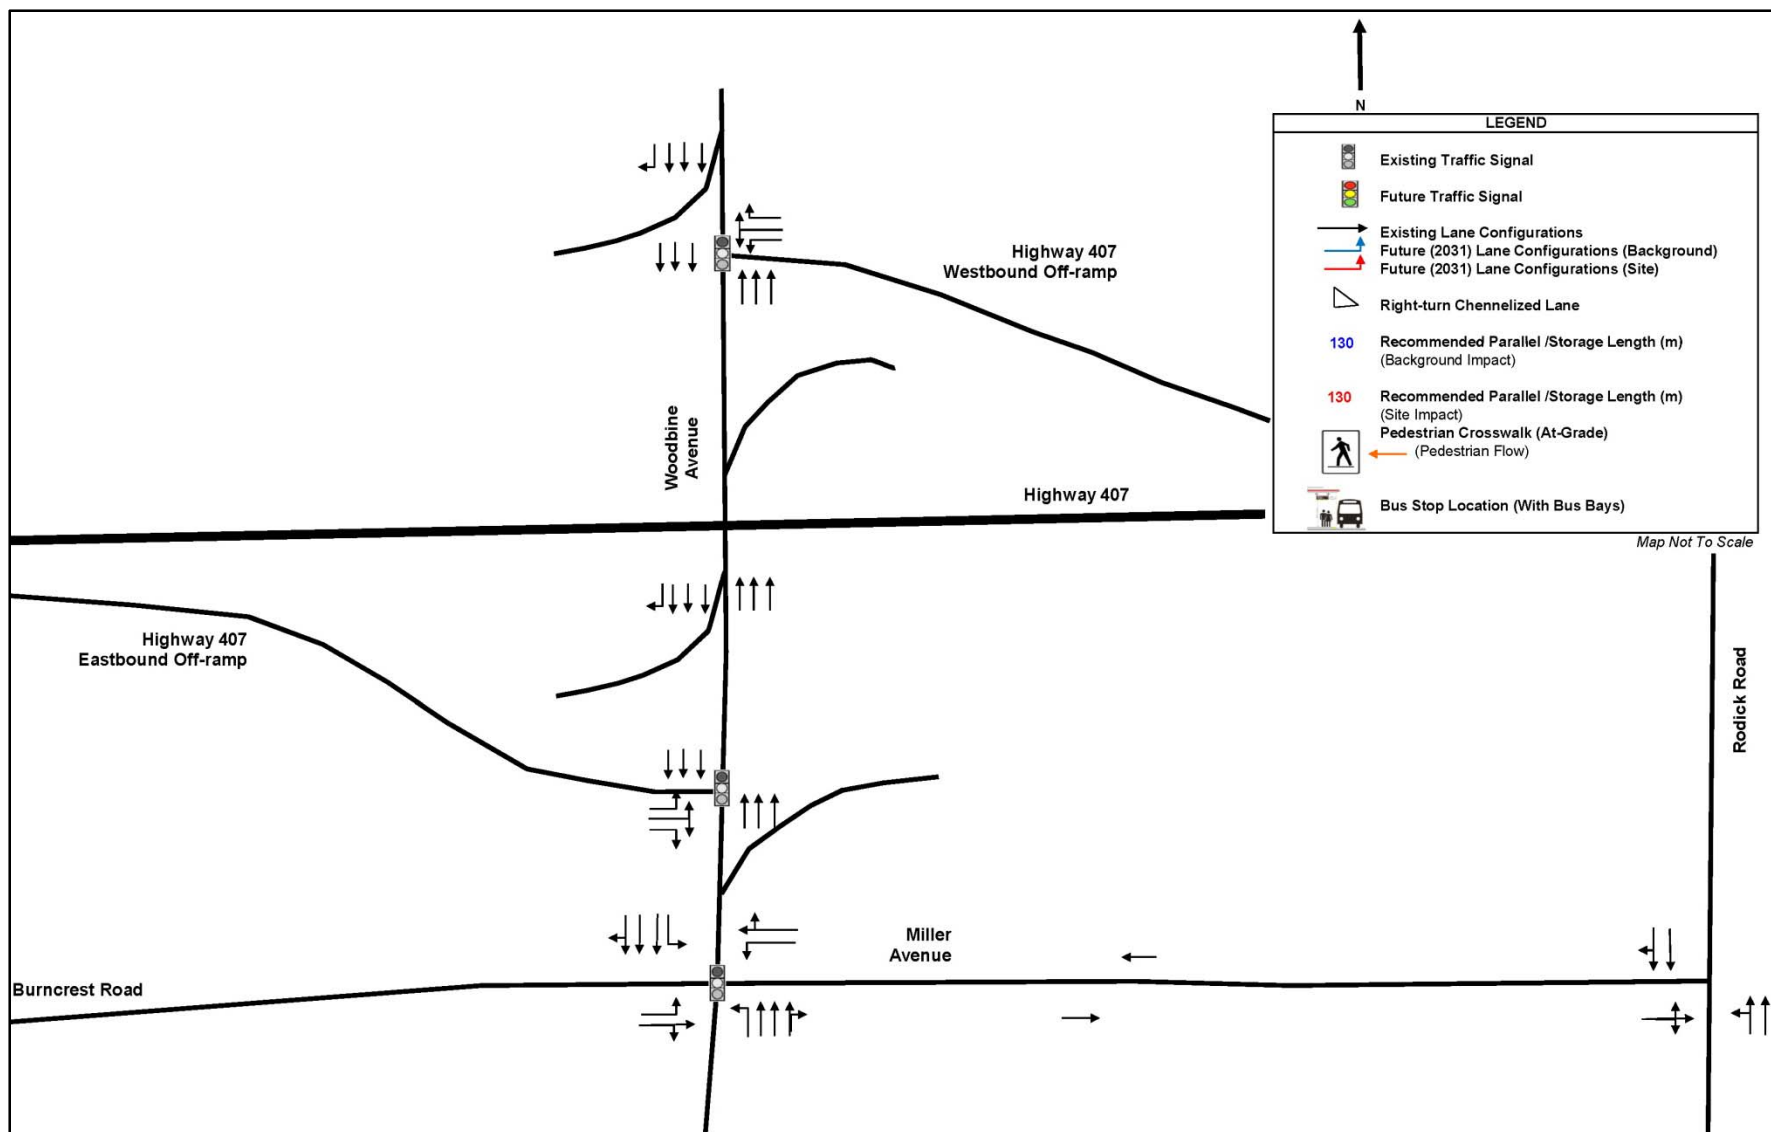 N
LEGEND
Existing Traffic Signal
Future Traffic Signal
Existing Lane Configurations
Future (2031) Lane Configurations (Background)
Future (2031) Lane Configurations (Site)
Right-turn Chennelized Lane
130 Recommended Parallel /Storage Length (m)
(Background Impact)
130 Recommended Parallel /Storage Length (m)
(Site Impact)
Pedestrian Crosswalk (At-Grade)
(Pedestrian Flow)
Bus Stop Location (With Bus Bays)
Map Not To Scale
Highway 407
Westbound Off-ramp
Woodbine
Avenue
Highway 407
Highway 407
Eastbound Off-ramp
Rodick Road
Miller
Avenue
Burncrest Road